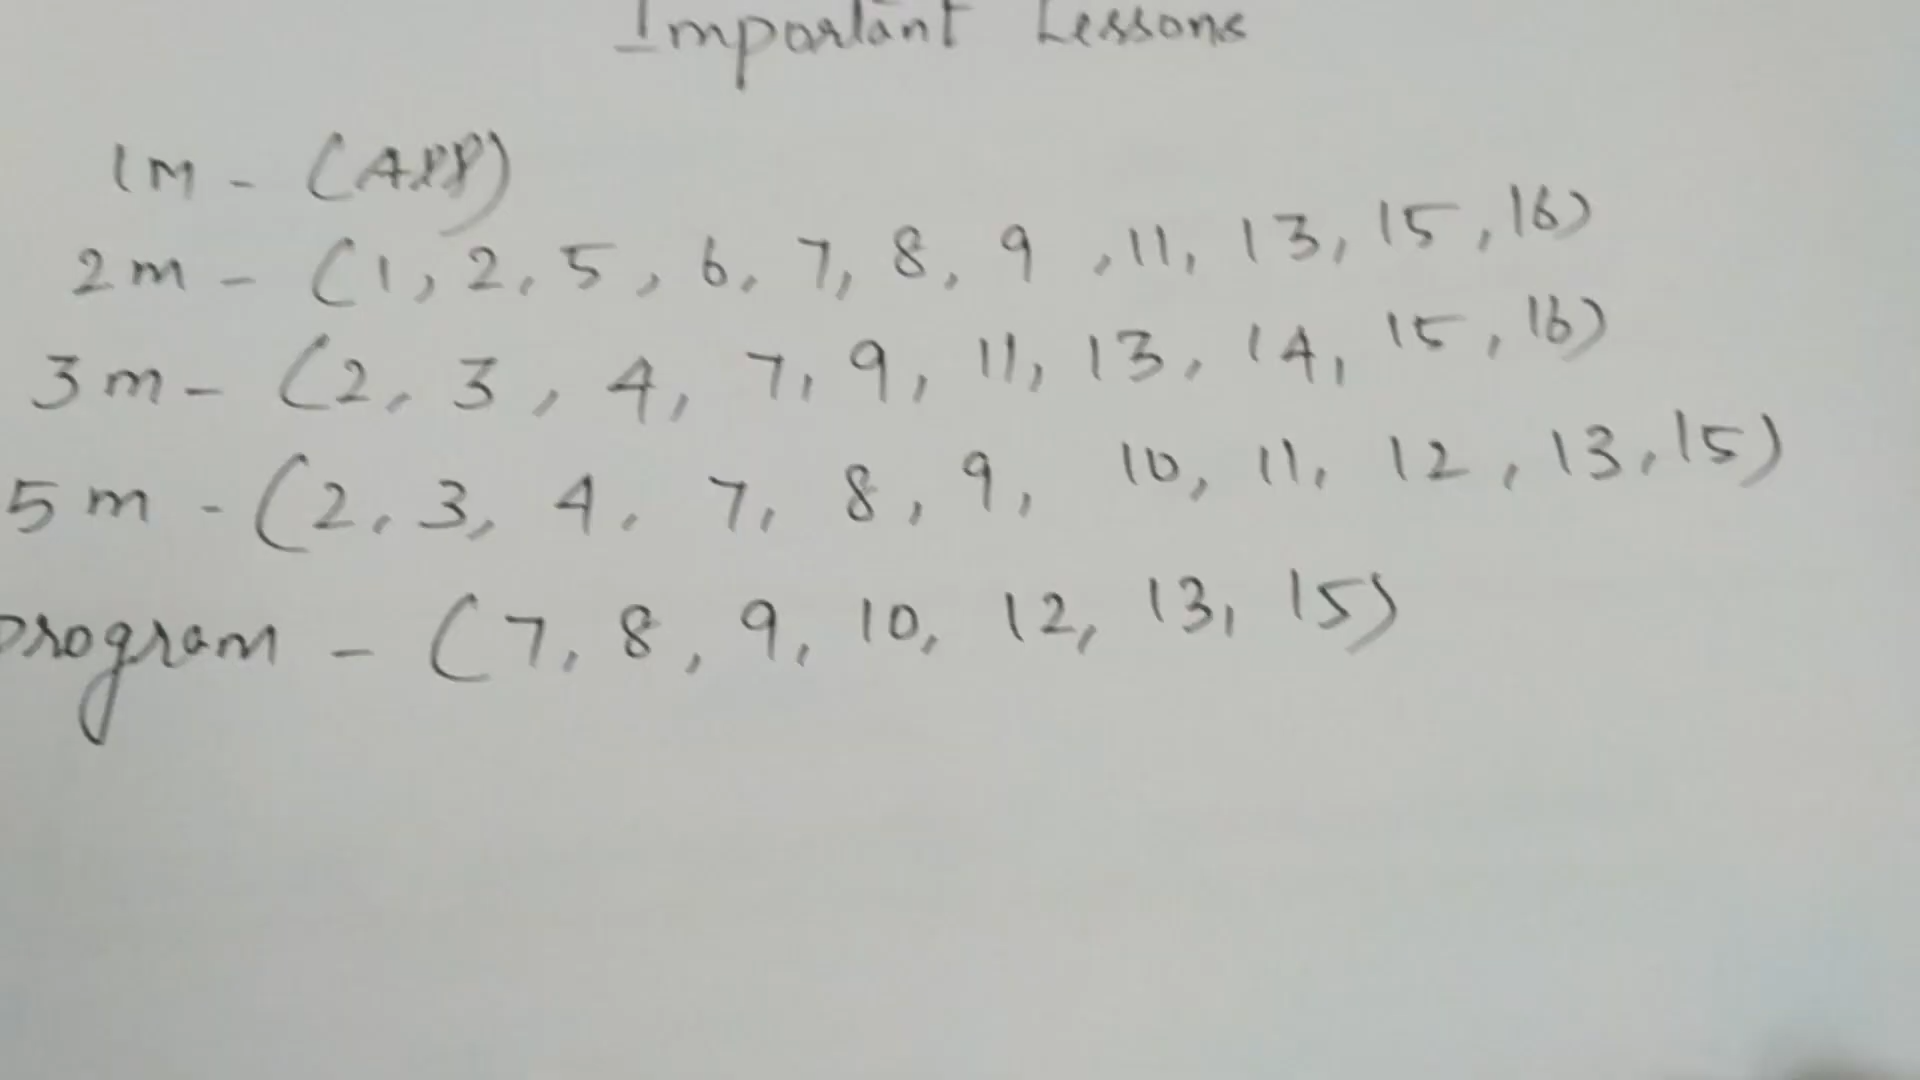 Important Lessons
1M - (All)
2m - (1, 2, 5, 6, 7, 8, 9, 11, 13, 15, 16)
3m - (2, 3, 4, 7, 9, 11, 13, 14, 15, 16)
5m - (2, 3, 4, 7, 8, 9, 10, 11, 12, 13, 15)
program - (7, 8, 9, 10, 12, 13, 15)